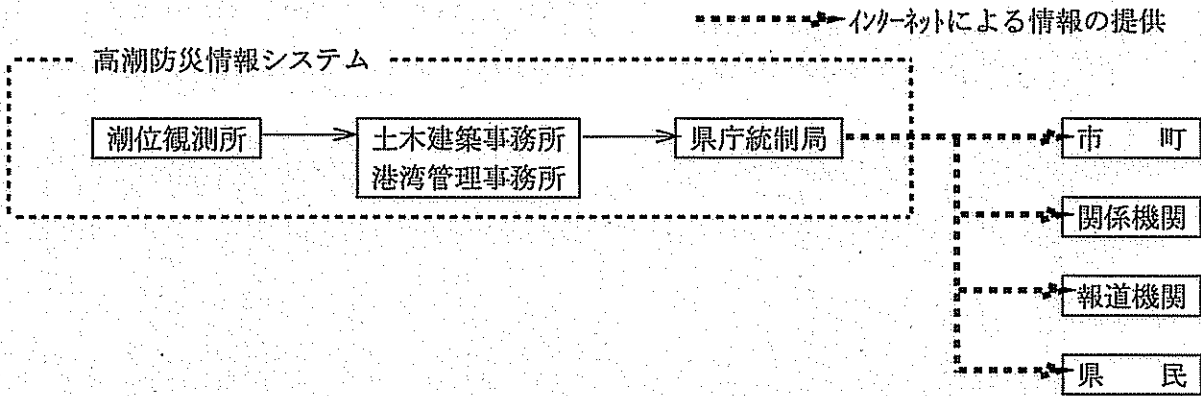 インターネットによる情報の提供
高潮防災情報システム
潮位観測所
土木建築事務所
港湾管理事務所
県庁統制局
市　町
関係機関
報道機関
県　民